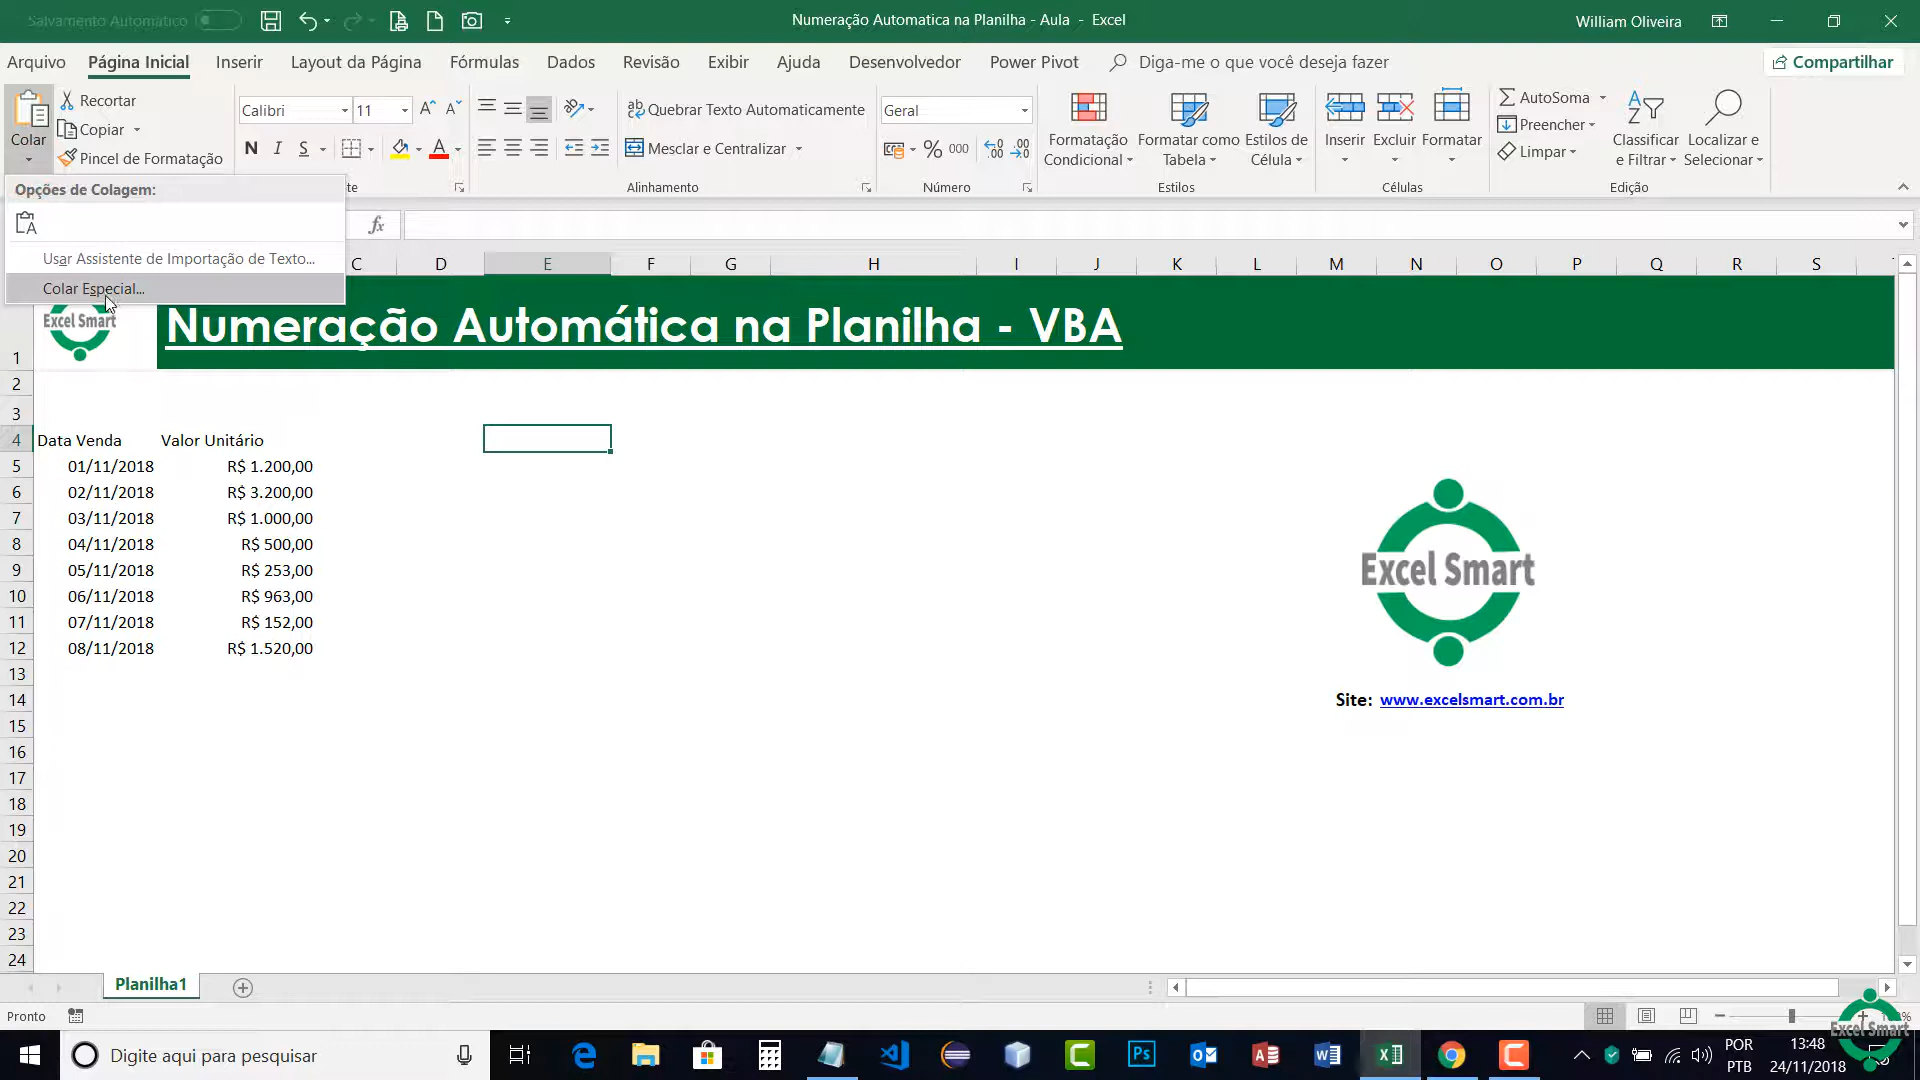 Salvamento Automático
Numeração Automatica na Planilha - Aula - Excel
William Oliveira
Arquivo
Página Inicial
Inserir
Layout da Página
Fórmulas
Dados
Revisão
Exibir
Ajuda
Desenvolvedor
Power Pivot
Diga-me o que você deseja fazer
Compartilhar
Colar
Recortar
Copiar
Pincel de Formatação
Calibri
11
N I S
Quebrar Texto Automaticamente
Mesclar e Centralizar
Geral
% 000
Formatação Condicional
Formatar como Tabela
Estilos de Célula
Inserir
Excluir
Formatar
AutoSoma
Preencher
Limpar
Classificar e Filtrar
Localizar e Selecionar
te
Alinhamento
Número
Estilos
Células
Edição
Opções de Colagem:
Usar Assistente de Importação de Texto...
Colar Especial...
fx
C D E F G H I J K L M N O P Q R S
Excel Smart
Numeração Automática na Planilha - VBA
1
2
3
4 Data Venda Valor Unitário
5 01/11/2018 R$ 1.200,00
6 02/11/2018 R$ 3.200,00
7 03/11/2018 R$ 1.000,00
8 04/11/2018 R$ 500,00
9 05/11/2018 R$ 253,00
10 06/11/2018 R$ 963,00
11 07/11/2018 R$ 152,00
12 08/11/2018 R$ 1.520,00
13
14
15
16
17
18
19
20
21
22
23
24
Excel Smart
Site: www.excelsmart.com.br
Planilha1
Pronto
Excel Smart
Digite aqui para pesquisar
POR
PTB
13:48
24/11/2018